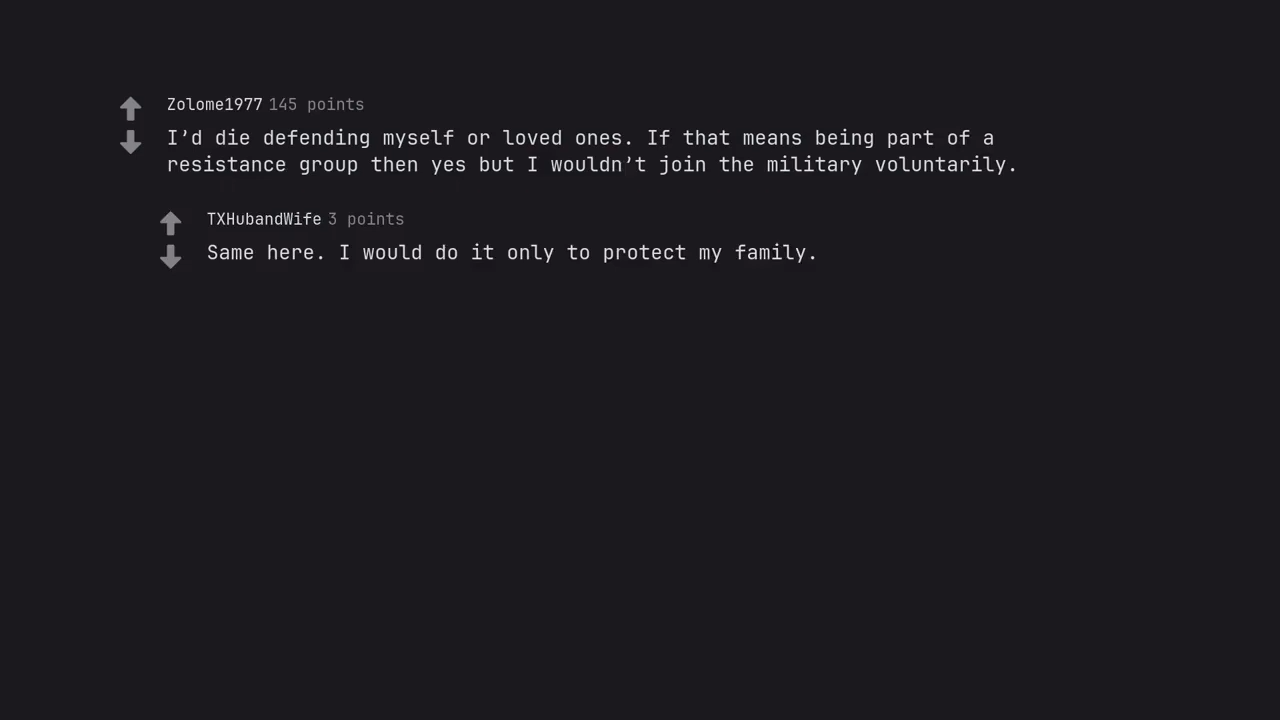 Zolome1977 145 points
I’d die defending myself or loved ones. If that means being part of a
resistance group then yes but I wouldn’t join the military voluntarily.
TXHubandWife 3 points
Same here. I would do it only to protect my family.